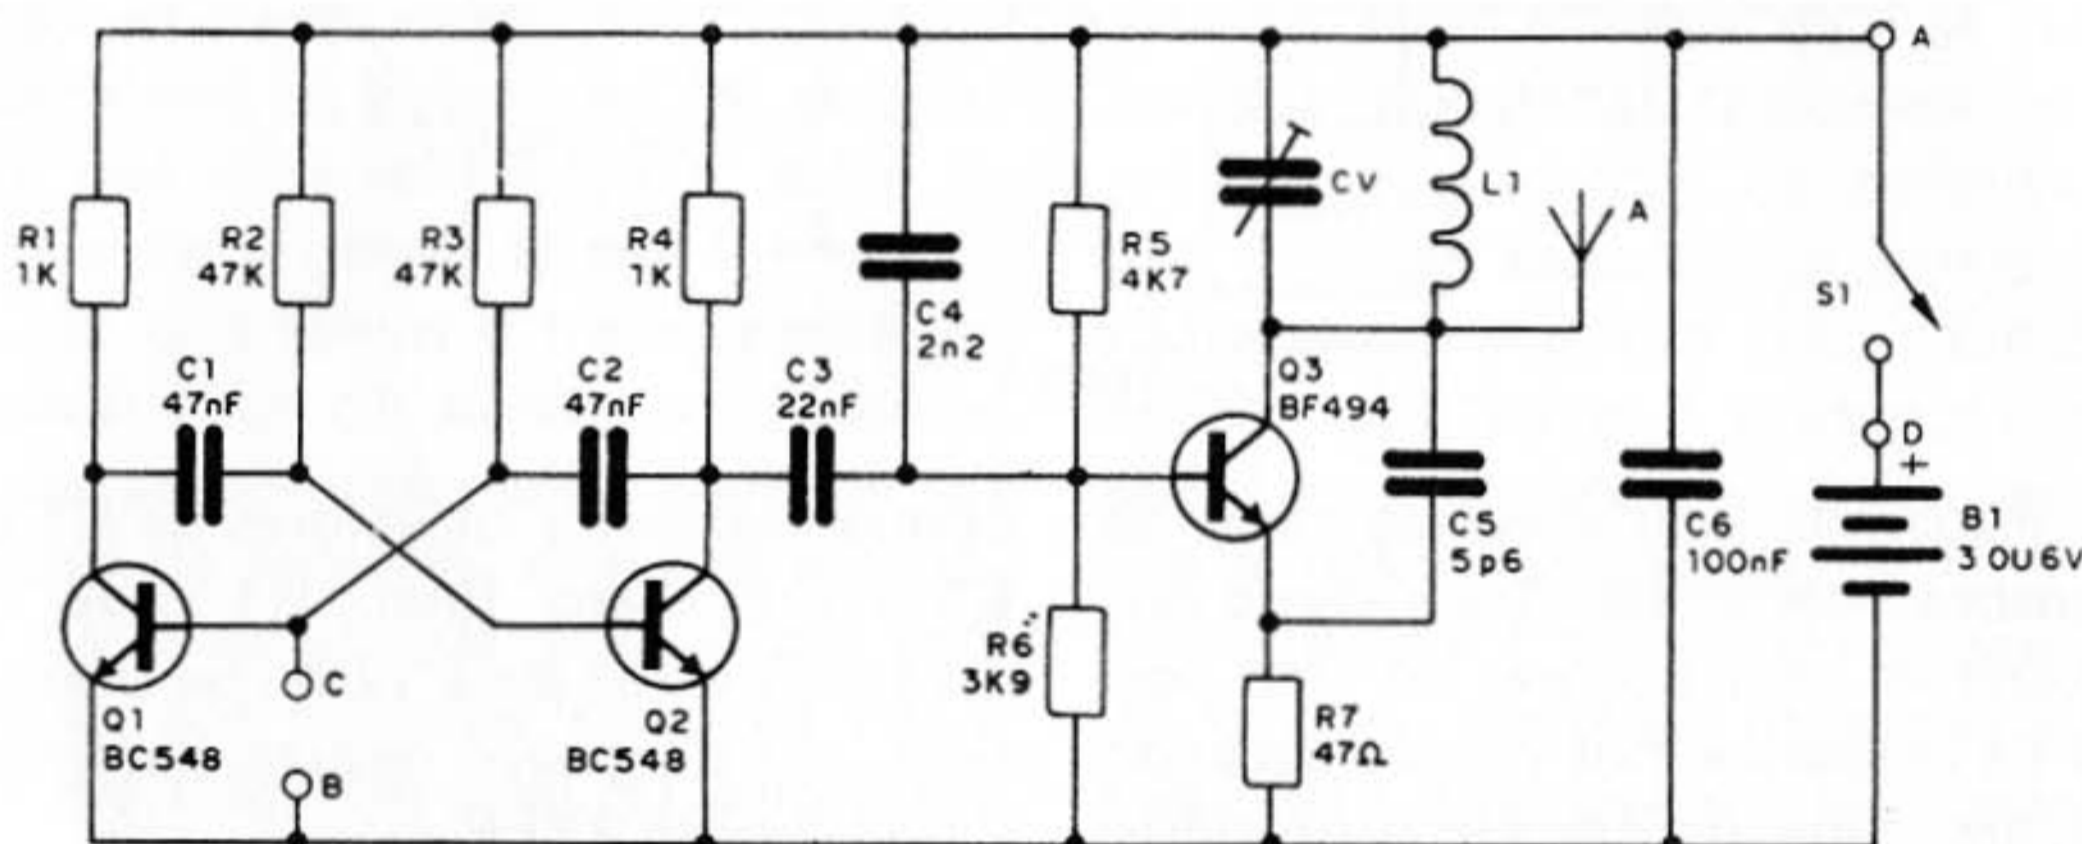 A
R1
1K
R2
47K
R3
47K
R4
1K
C4
2n2
R5
4K7
CV
L1
A
S1
C1
47nF
C2
47nF
C3
22nF
Q3
BF494
C5
5p6
C6
100nF
D
+
B1
3 OU 6V
R6
3K9
R7
47Ω
C
B
Q1
BC548
Q2
BC548